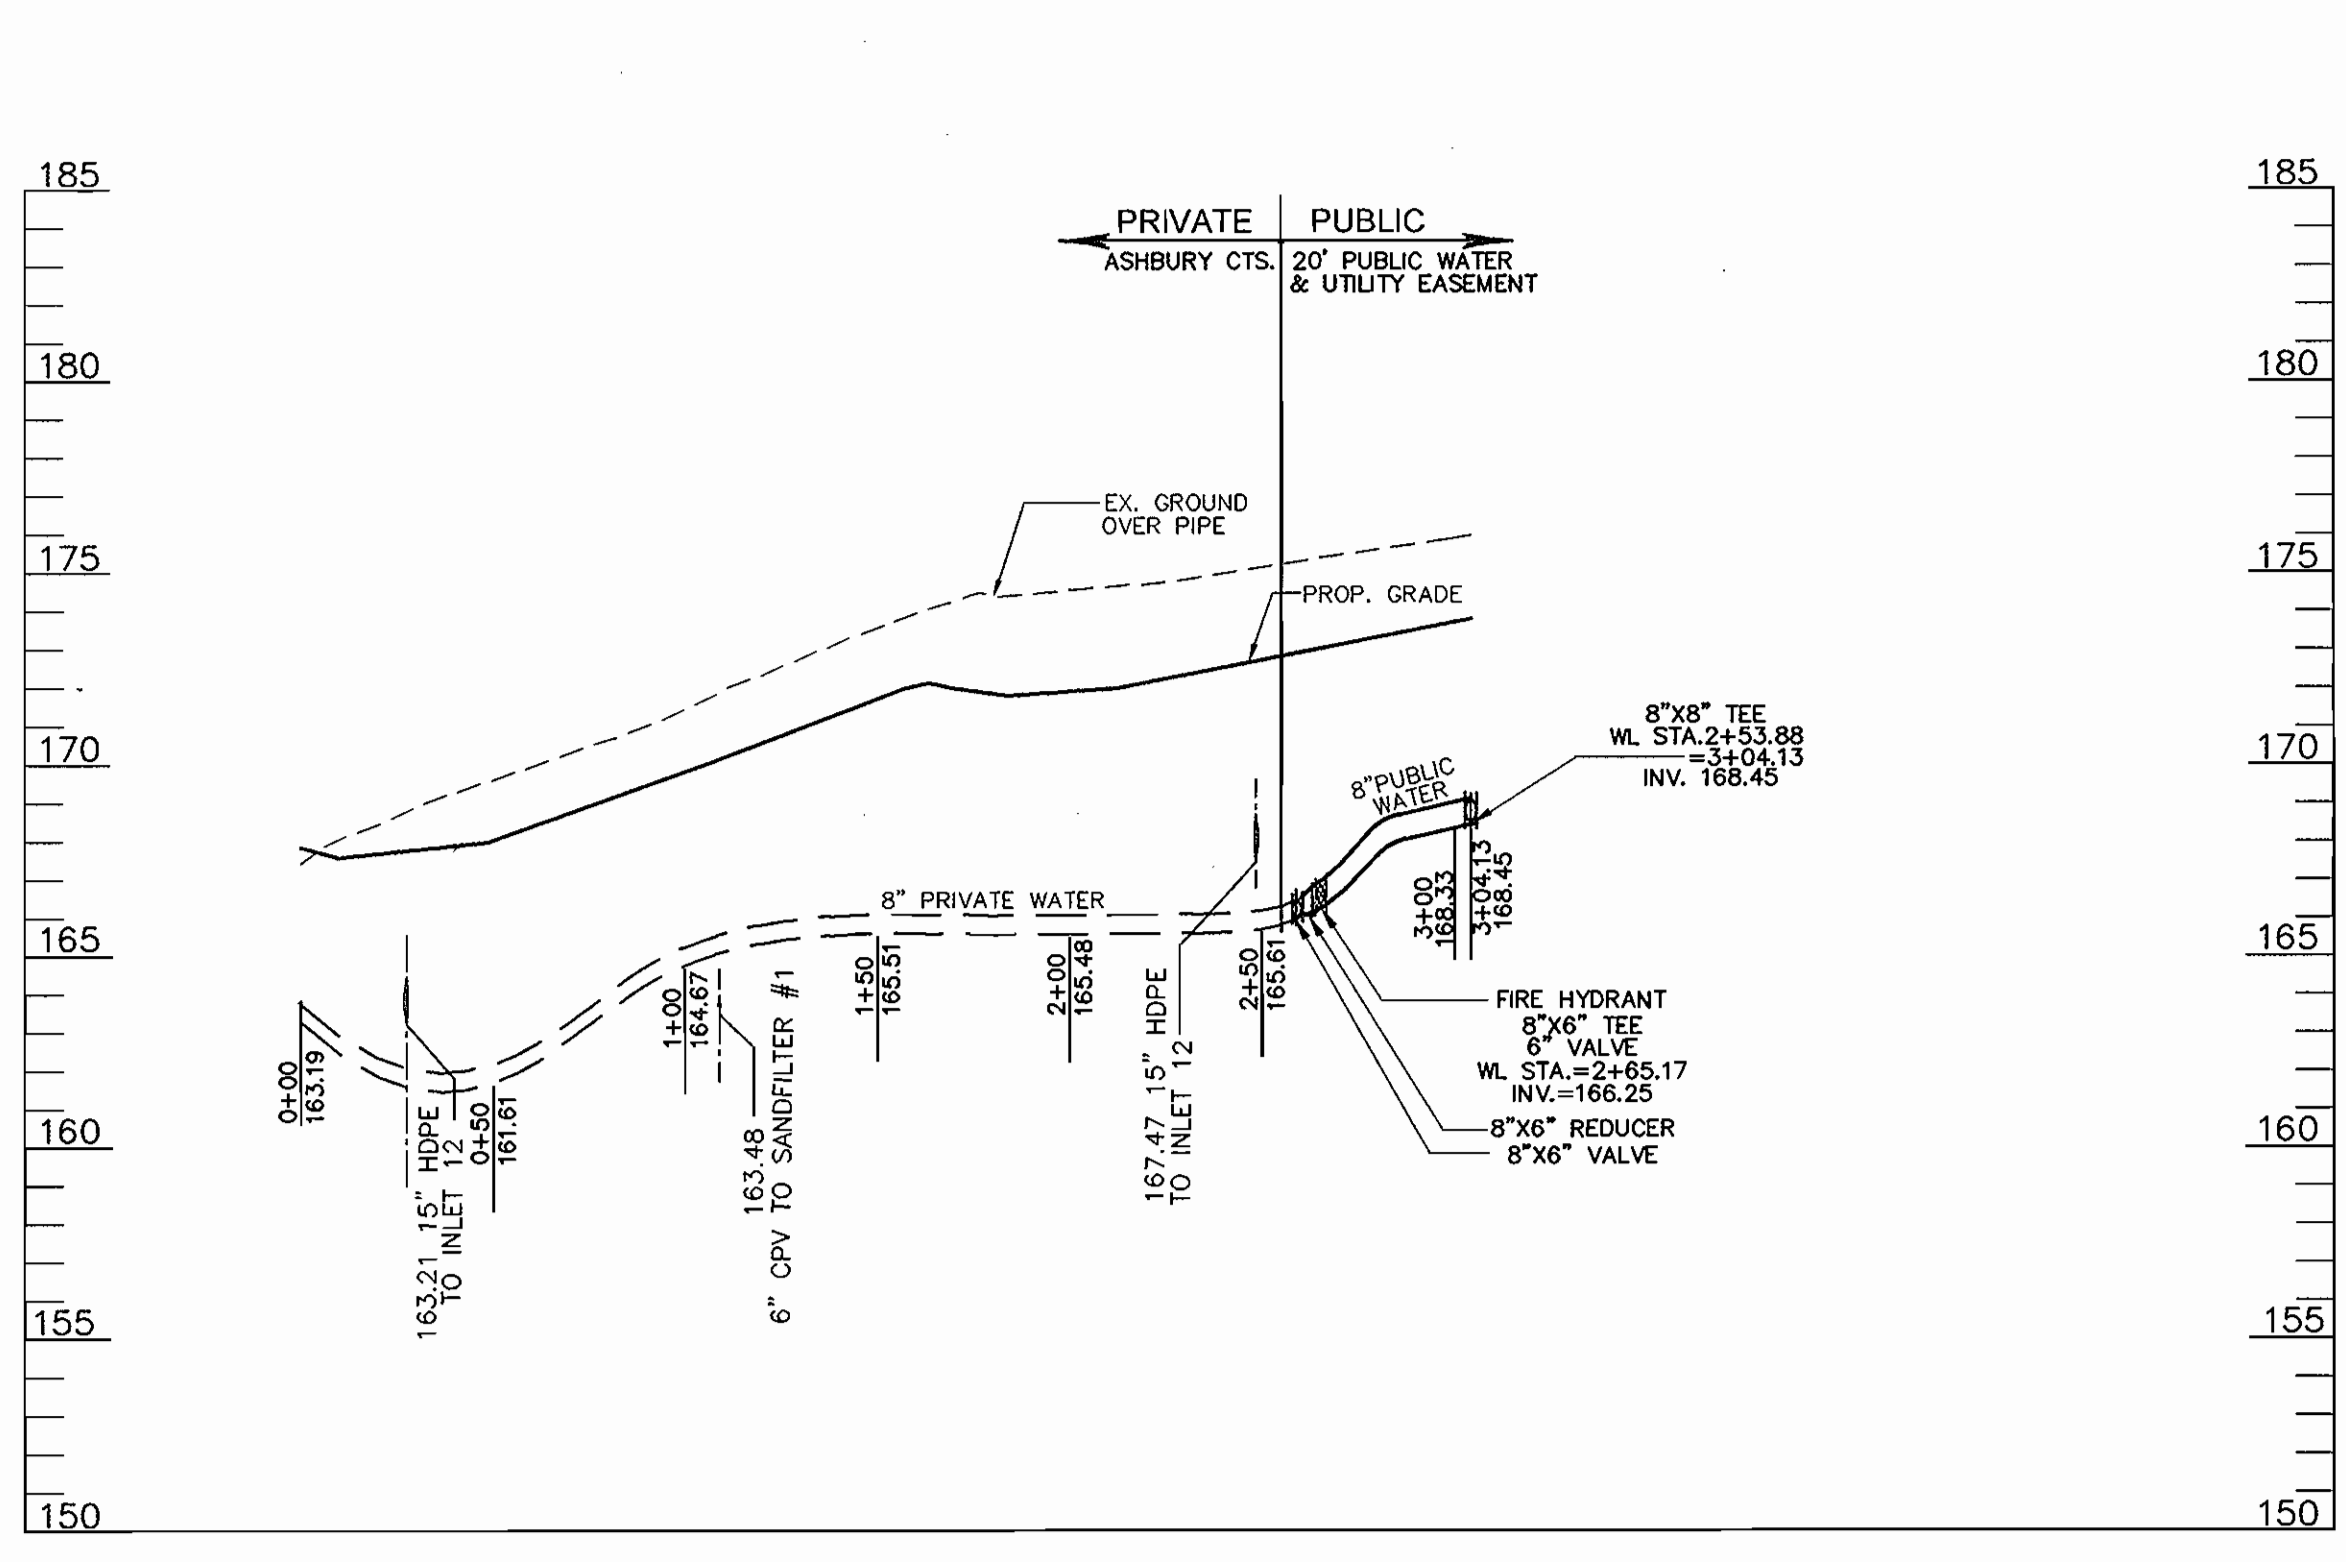 185
180
175
170
165
160
155
150
PRIVATE
PUBLIC
ASHBURY CTS.
20' PUBLIC WATER
& UTILITY EASEMENT
EX. GROUND
OVER PIPE
PROP. GRADE
8"X8" TEE
WL STA.2+53.88
=3+04.13
INV. 168.45
8"PUBLIC
WATER
8" PRIVATE WATER
0+00
163.19
163.21 15" HDPE
TO INLET 12
0+50
161.61
1+00
164.67
163.48
6" CPV TO SANDFILTER #1
1+50
165.51
2+00
165.48
167.47 15" HDPE
TO INLET 12
2+50
165.61
3+00
168.33
3+04.13
168.45
FIRE HYDRANT
8"X6" TEE
6" VALVE
WL STA.=2+65.17
INV.=166.25
8"X6" REDUCER
8"X6" VALVE
185
180
175
170
165
160
155
150